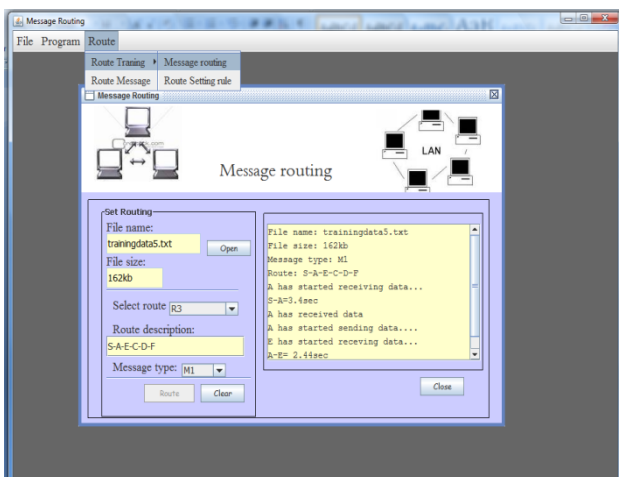 Message Routing
File Program Route
Route Traning Message routing
Route Message Route Setting rule
Message Routing
LAN
Message routing
Set Routing
File name:
trainingdata5.txt Open
File size:
162kb
Select route R3
Route description:
S-A-E-C-D-F
Message type: M1
Route Clear
File name: trainingdata5.txt
File size: 162kb
Message type: M1
Route: S-A-E-C-D-F
A has started receiving data...
S-A=3.4sec
A has received data
A has started sending data....
E has started receving data...
A-E= 2.44sec
Close